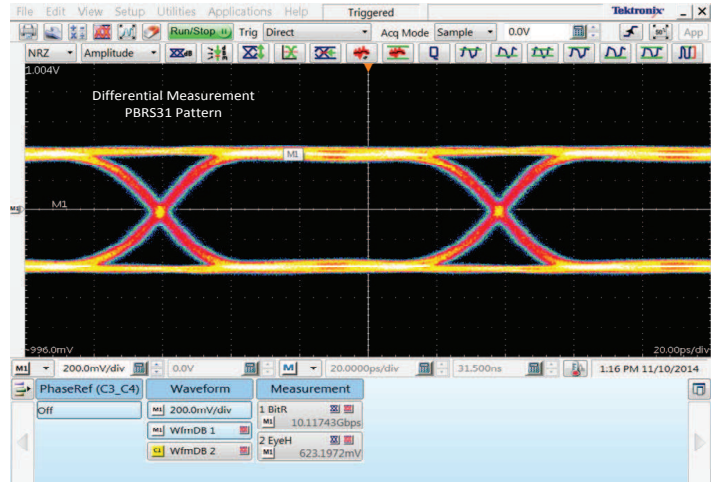 File Edit View Setup Utilities Applications Help Triggered Tektronix
Run/Stop Trig Direct Acq Mode Sample 0.0V 50% App
NRZ Amplitude
1.004V
Differential Measurement
PBRS31 Pattern
M1
M1
M1
-996.0mV 20.00ps/div
M1 200.0mV/div 0.0V M 20.0000ps/div 31.500ns 1:16 PM 11/10/2014
PhaseRef (C3_C4) Waveform Measurement
Off M1 200.0mV/div 1 BitR
M1 10.11743Gbps
M1 WfmDB 1
2 EyeH
C1 WfmDB 2 M1 623.1972mV